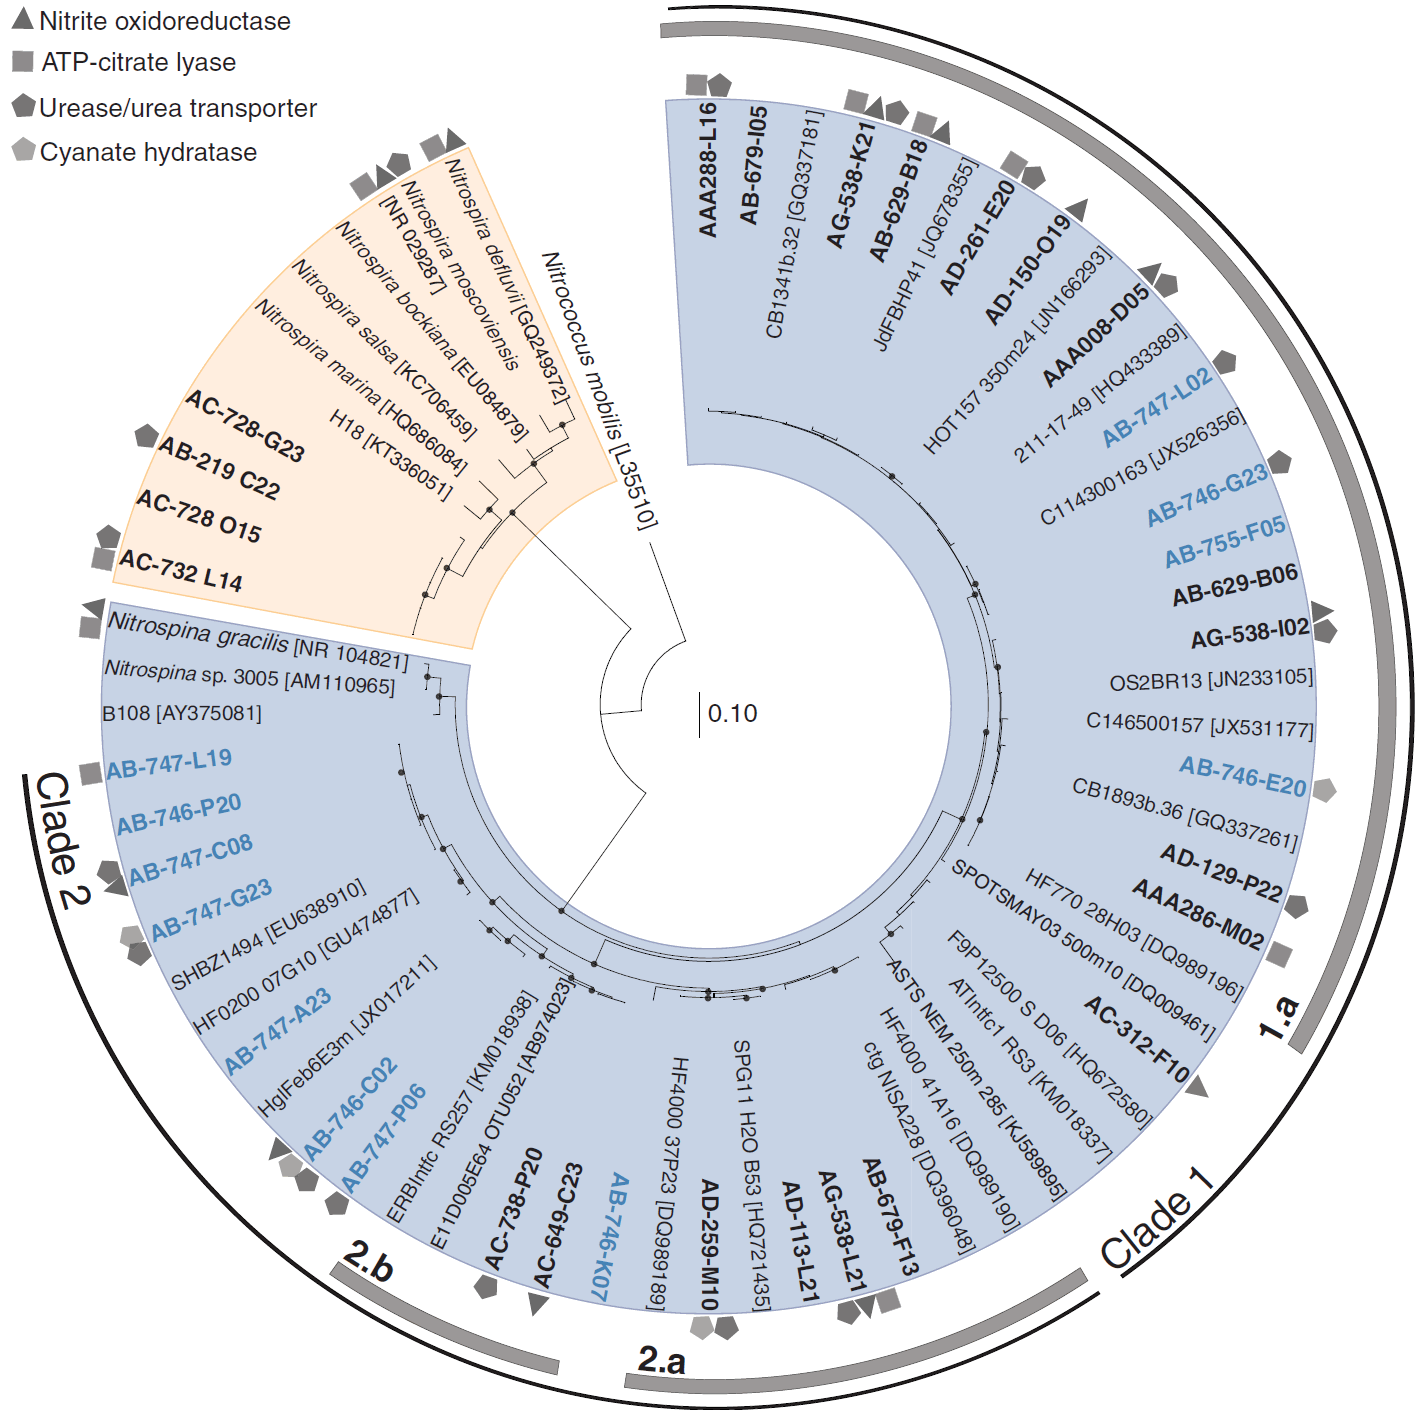 Nitrite oxidoreductase
ATP-citrate lyase
Urease/urea transporter
Cyanate hydratase
AAA288-L16
AB-679-I05
CB1341b.32 [GQ337181]
AG-538-K21
AB-629-B18
JdFBHP41 [JQ678355]
AD-261-E20
AD-150-O19
HOT157 350m24 [JN166293]
AAA008-D05
211-17-49 [HQ433389]
AB-747-L02
C114300163 [JX526356]
AB-746-G23
AB-755-F05
AB-629-B06
AG-538-I02
OS2BR13 [JN233105]
C146500157 [JX531177]
AB-746-E20
CB1893b.36 [GQ337261]
AD-129-P22
AAA286-M02
HF770 28H03 [DQ989196]
SPOTSMAY03 500m10 [DQ009461]
AC-312-F10
F9P12500 S D06 [HQ672580]
ATIntfc1 RS3 [KM018337]
ASTS NEM 250m 285 [KJ589895]
HF4000 41A16 [DQ989190]
ctg NISA228 [DQ396048]
AB-679-F13
AG-538-L21
AD-113-L21
SPG11 H2O B53 [HQ721435]
AD-259-M10
HF4000 37P23 [DQ989189]
AB-746-K07
AC-649-C23
AC-738-P20
E11D005E64 OTU052 [AB974023]
ERBIntfc RS257 [KM018938]
AB-747-P06
AB-746-C02
HglFeb6E3m [JX017211]
AB-747-A23
HF0200 07G10 [GU474877]
SHBZ1494 [EU638910]
AB-747-G23
AB-747-C08
AB-746-P20
AB-747-L19
B108 [AY375081]
Nitrospina sp. 3005 [AM110965]
Nitrospina gracilis [NR 104821]
AC-732 L14
AC-728 O15
AB-219 C22
AC-728-G23
H18 [KT336051]
Nitrospira marina [HQ686084]
Nitrospira salsa [KC706459]
Nitrospira bockiana [EU084879]
Nitrospira moscoviensis
[NR 029287]
Nitrospira defluvii [GQ249372]
Nitrococcus mobilis [L35510]
0.10
1.a
Clade 1
2.a
2.b
Clade 2